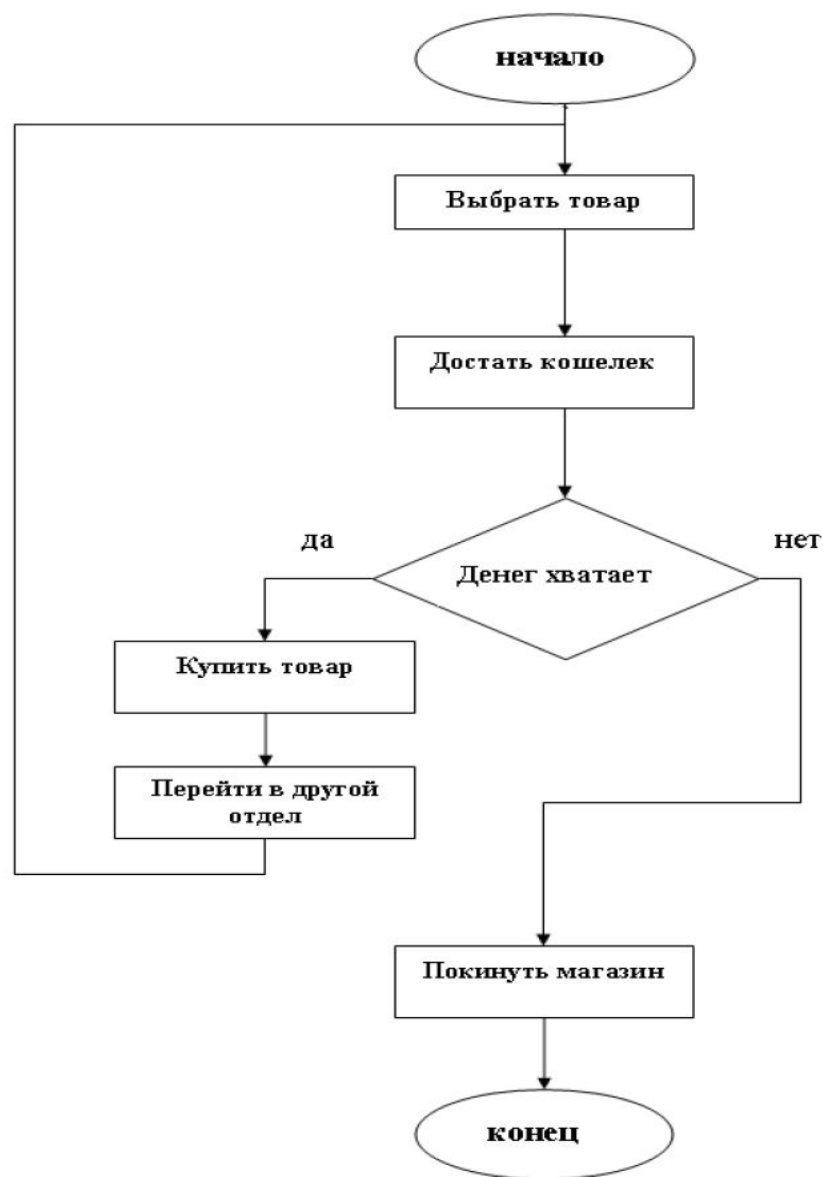 начало
Выбрать товар
Достать кошелек
да
нет
Денег хватает
Купить товар
Перейти в другой
отдел
Покинуть магазин
конец